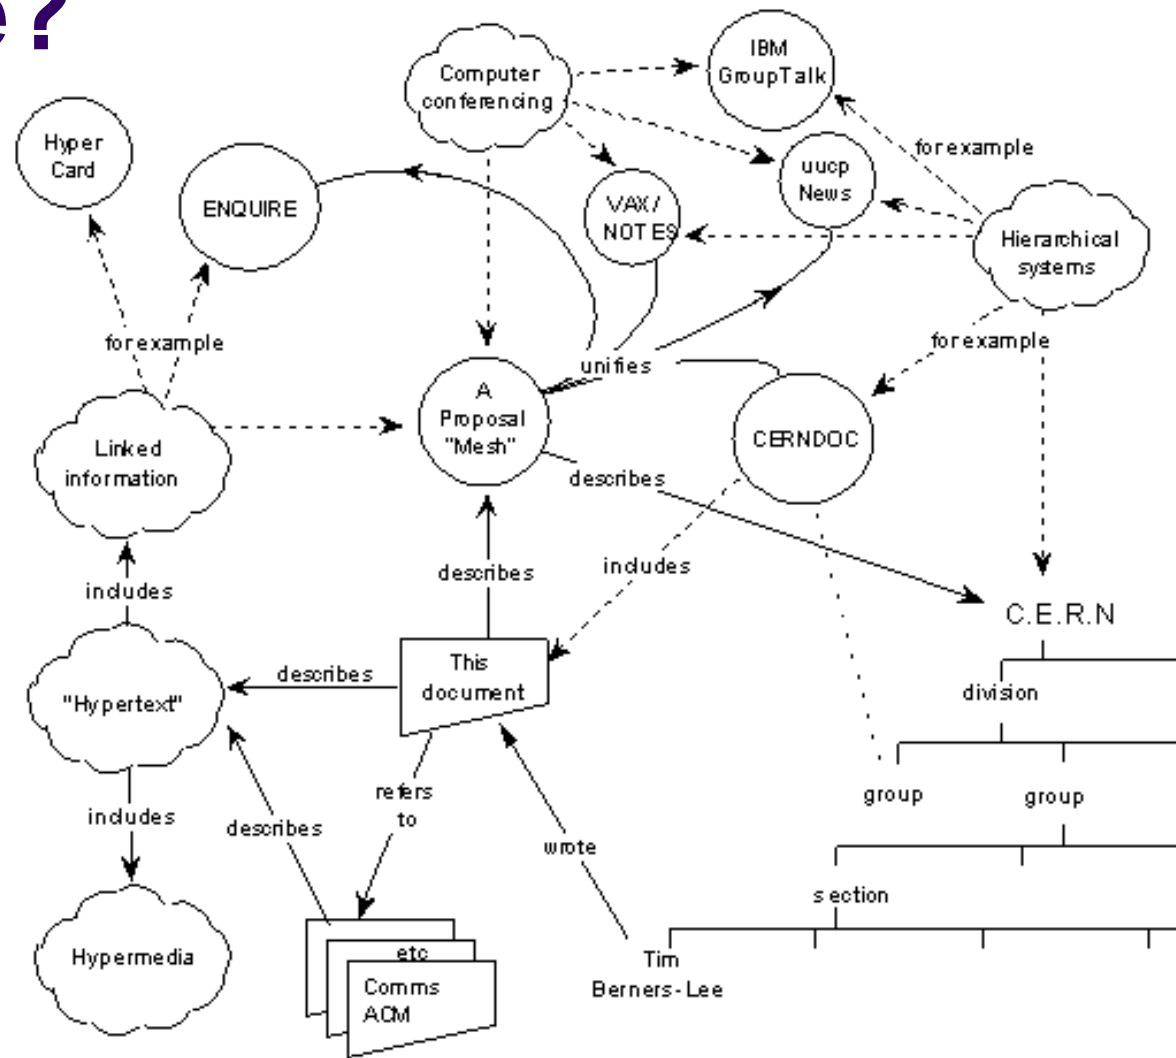 e?
IBM
GroupTalk
Computer
conferencing
Hyper
Card
for example
uucp
News
ENQUIRE
VAX/
NOTES
Hierarchical
systems
for example
for example
unifies
A
Proposal
"Mesh"
CERNDOC
Linked
information
describes
includes
describes
includes
C.E.R.N
This
document
describes
division
"Hypertext"
refers
to
group
group
includes
describes
wrote
section
Hypermedia
etc
Comms
ACM
Tim
Berners-Lee